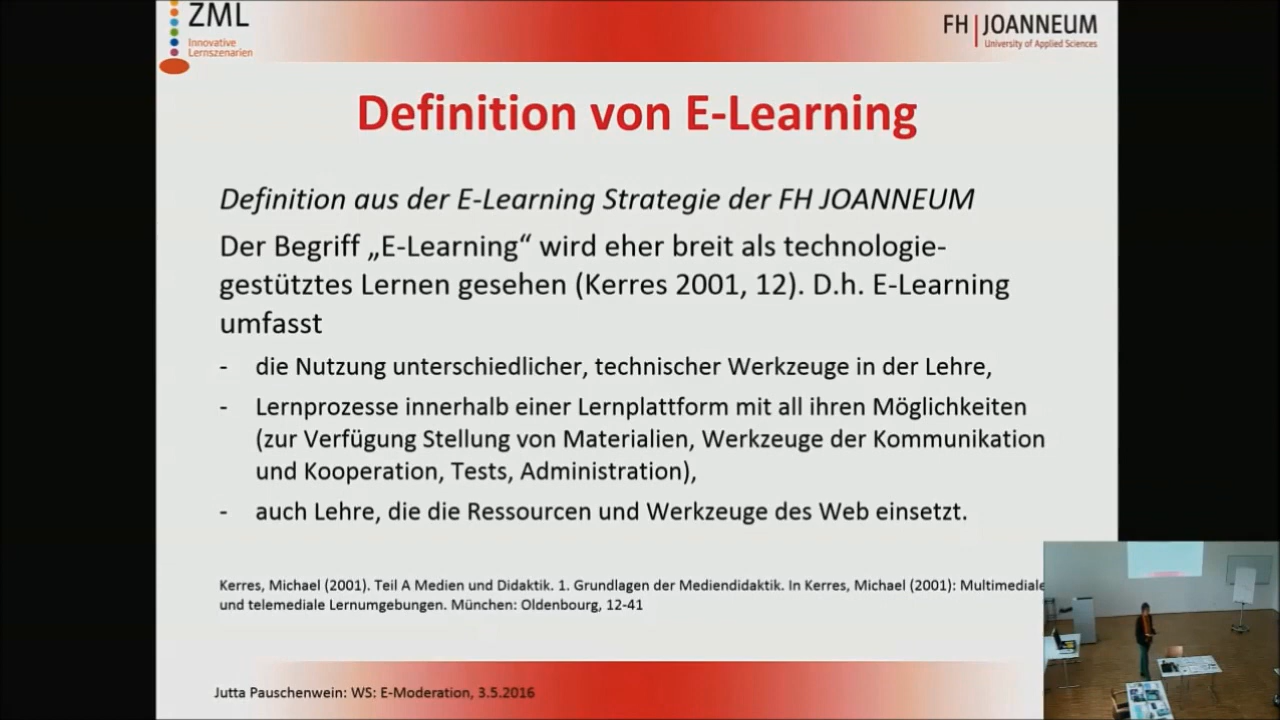 ZML
Innovative
Lernszenarien
FH | JOANNEUM
University of Applied Sciences
Definition von E-Learning
Definition aus der E-Learning Strategie der FH JOANNEUM
Der Begriff „E-Learning“ wird eher breit als technologie-
gestütztes Lernen gesehen (Kerres 2001, 12). D.h. E-Learning
umfasst
- die Nutzung unterschiedlicher, technischer Werkzeuge in der Lehre,
- Lernprozesse innerhalb einer Lernplattform mit all ihren Möglichkeiten
(zur Verfügung Stellung von Materialien, Werkzeuge der Kommunikation
und Kooperation, Tests, Administration),
- auch Lehre, die die Ressourcen und Werkzeuge des Web einsetzt.
Kerres, Michael (2001). Teil A Medien und Didaktik. 1. Grundlagen der Mediendidaktik. In Kerres, Michael (2001): Multimediale
und telemediale Lernumgebungen. München: Oldenbourg, 12-41
Jutta Pauschenwein: WS: E-Moderation, 3.5.2016